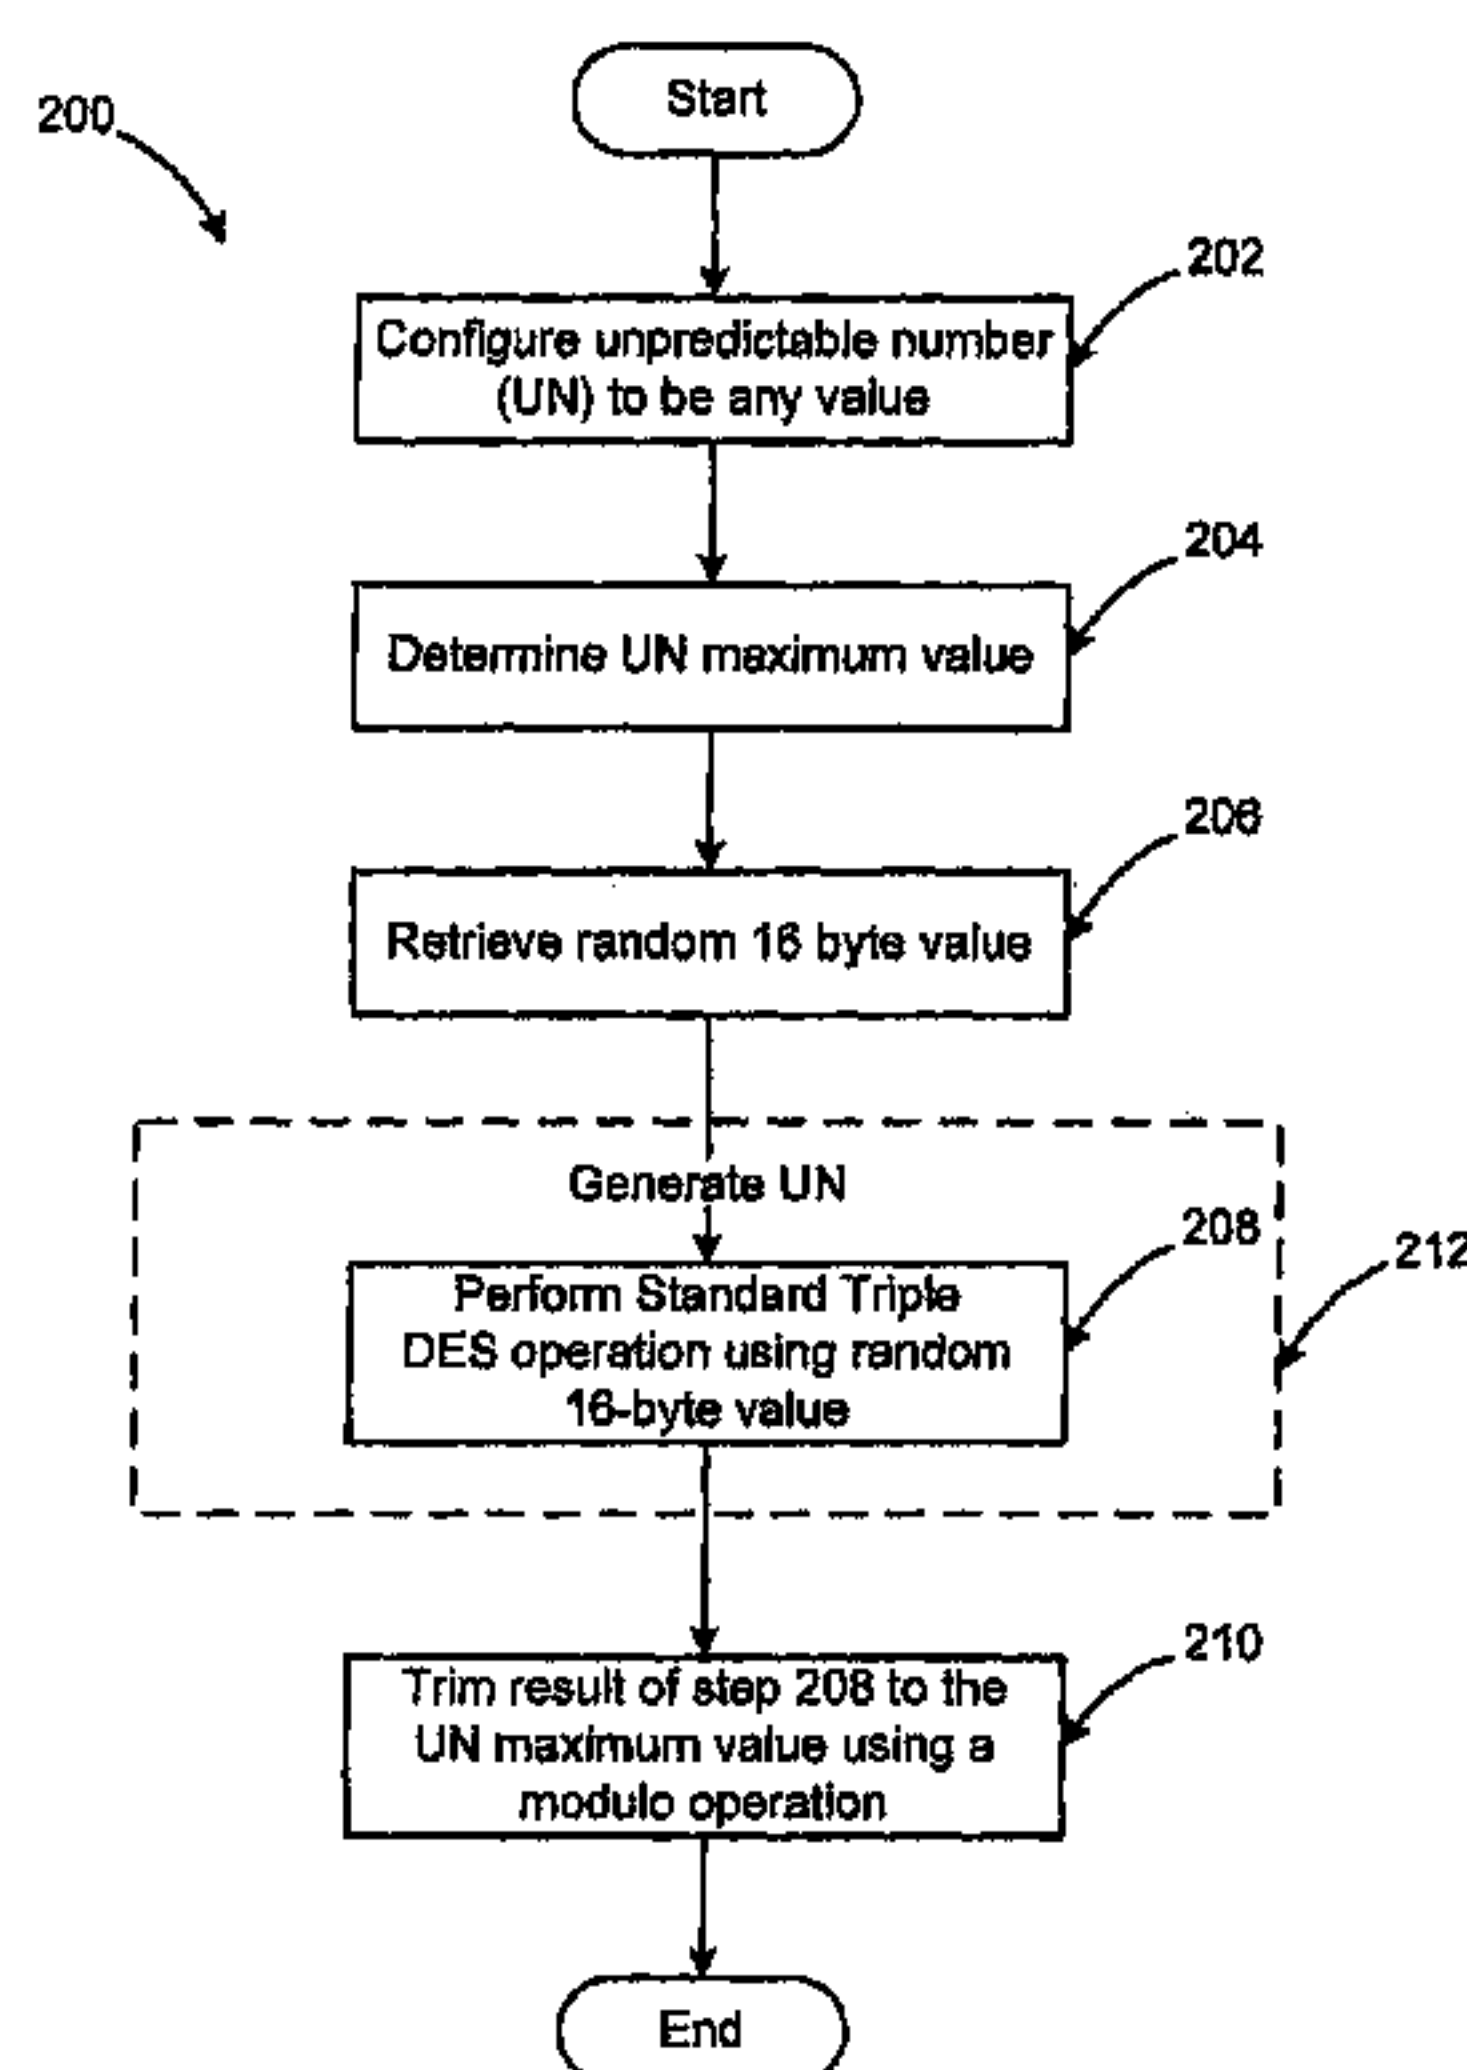 Start
200
202
Configure unpredictable number
(UN) to be any value
204
Determine UN maximum value
206
Retrieve random 16 byte value
Generate UN
208
212
Perform Standard Triple
DES operation using random
16-byte value
210
Trim result of step 208 to the
UN maximum value using a
modulo operation
End